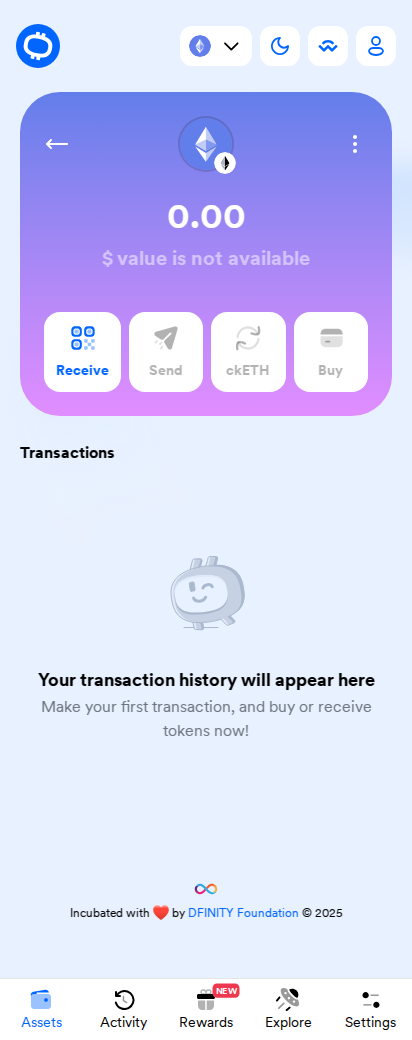 0.00
$ value is not available
Receive
Send
ckETH
Buy
Transactions
Your transaction history will appear here
Make your first transaction, and buy or receive
tokens now!
Incubated with ❤️ by DFINITY Foundation © 2025
NEW
Assets
Activity
Rewards
Explore
Settings